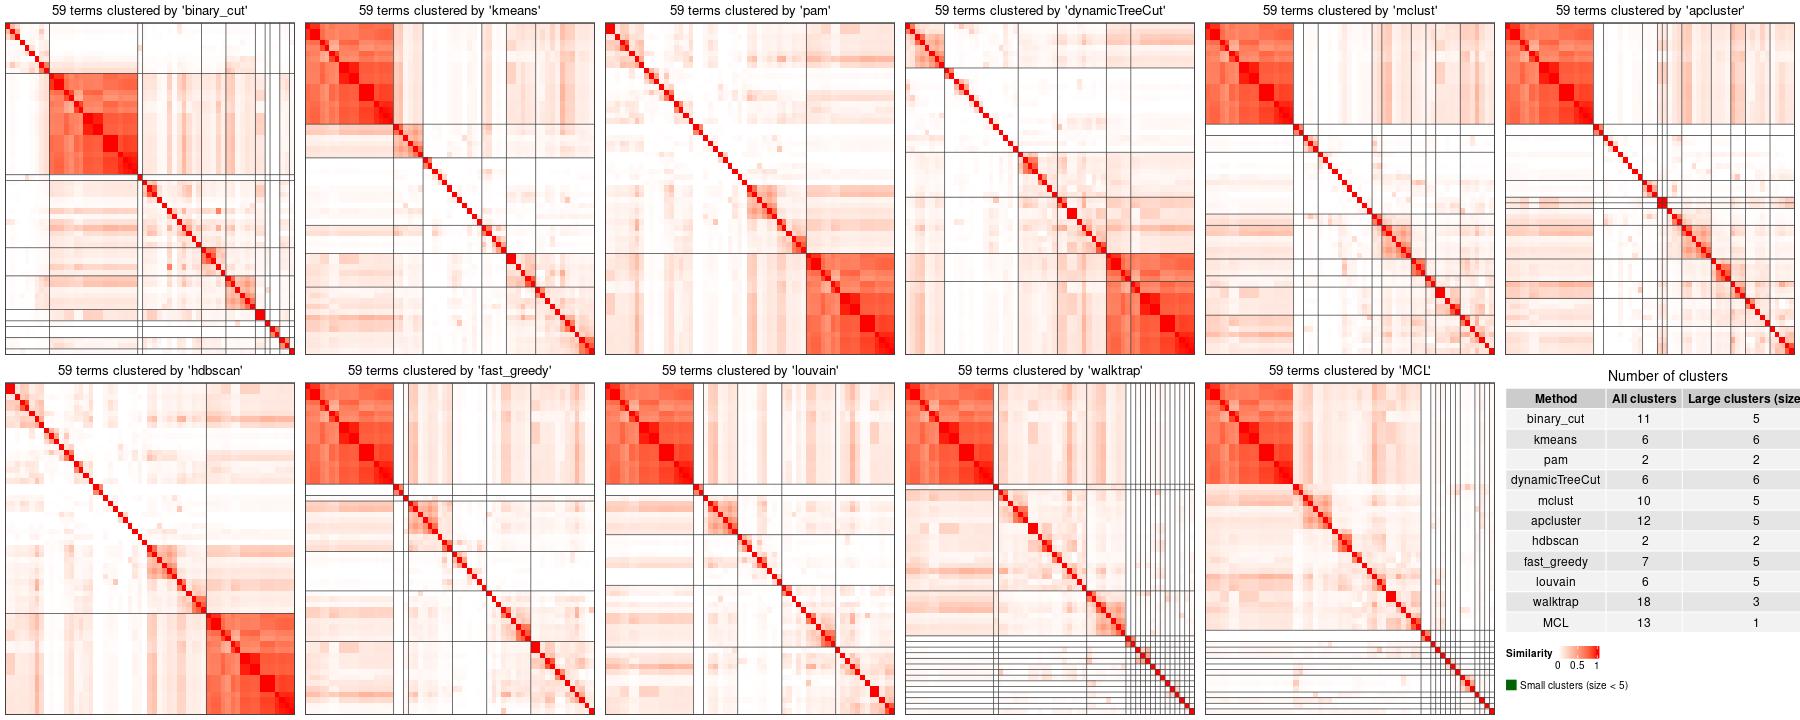 59 terms clustered by 'binary_cut'
59 terms clustered by 'kmeans'
59 terms clustered by 'pam'
59 terms clustered by 'dynamicTreeCut'
59 terms clustered by 'mclust'
59 terms clustered by 'apcluster'
59 terms clustered by 'hdbscan'
59 terms clustered by 'fast_greedy'
59 terms clustered by 'louvain'
59 terms clustered by 'walktrap'
59 terms clustered by 'MCL'
Number of clusters
Method All clusters Large clusters (size
binary_cut 11 5
kmeans 6 6
pam 2 2
dynamicTreeCut 6 6
mclust 10 5
apcluster 12 5
hdbscan 2 2
fast_greedy 7 5
louvain 6 5
walktrap 18 3
MCL 13 1
Similarity
0 0.5 1
Small clusters (size < 5)